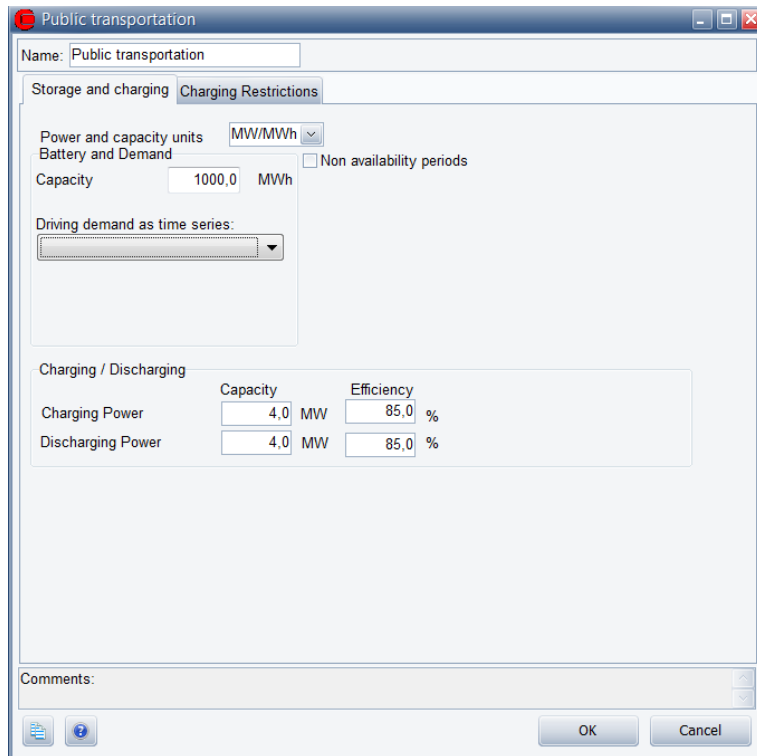 Public transportation
Name: Public transportation
Storage and charging Charging Restrictions
Power and capacity units MW/MWh
Battery and Demand
Non availability periods
Capacity 1000,0 MWh
Driving demand as time series:
Charging / Discharging
Capacity Efficiency
Charging Power 4,0 MW 85,0 %
Discharging Power 4,0 MW 85,0 %
Comments:
OK Cancel